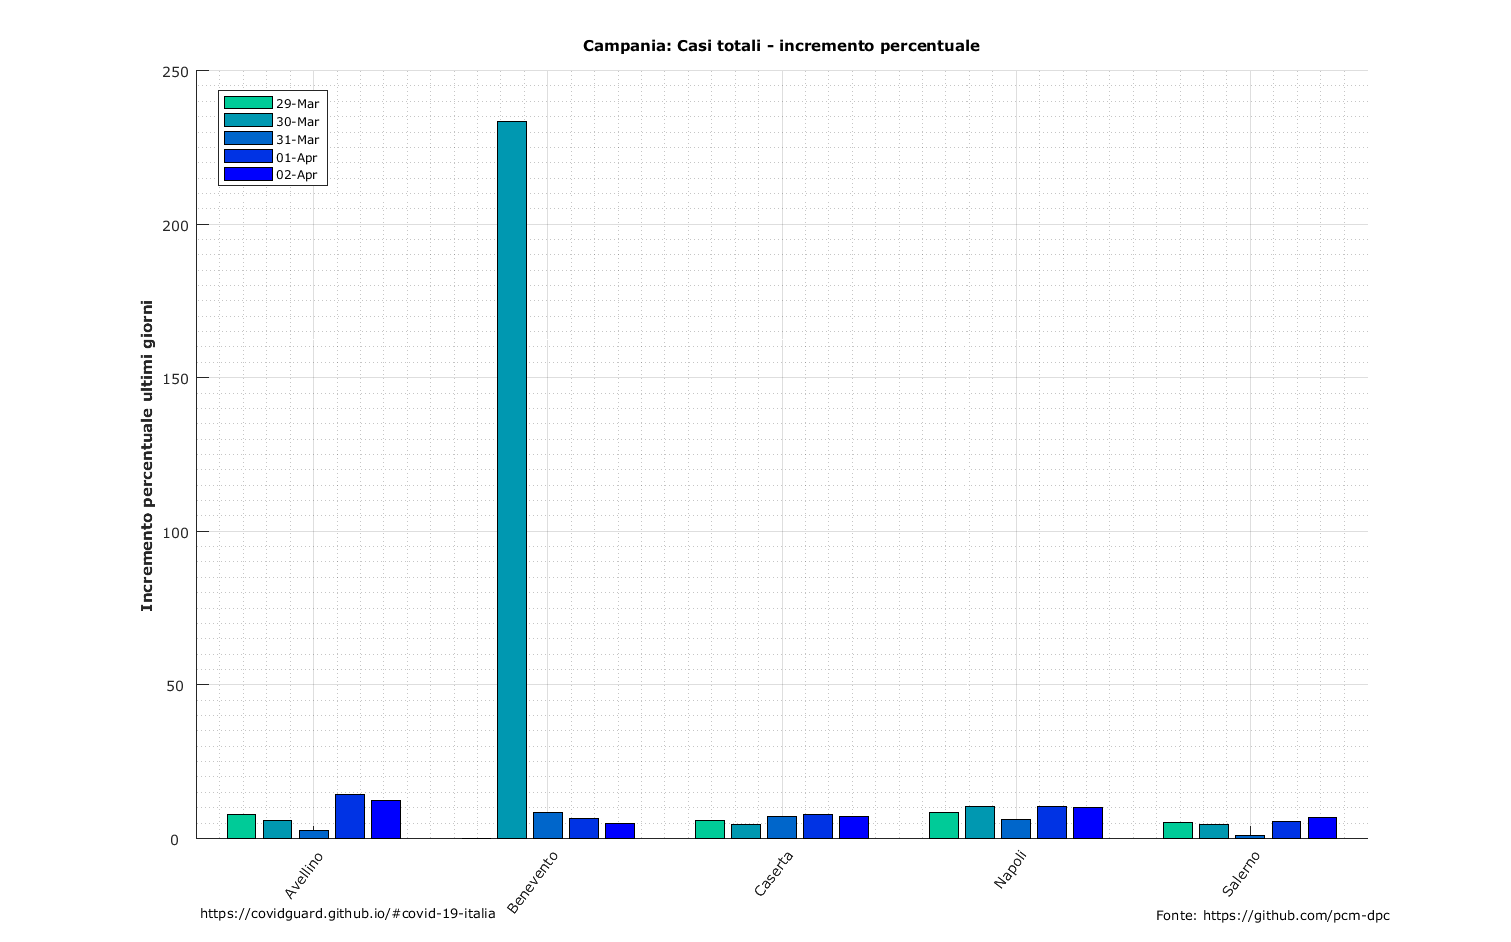 Campania: Casi totali - incremento percentuale
250
200
150
100
50
0
Incremento percentuale ultimi giorni
29-Mar
30-Mar
31-Mar
01-Apr
02-Apr
Avellino
Benevento
Caserta
Napoli
Salerno
https://covidguard.github.io/#covid-19-italia
Fonte: https://github.com/pcm-dpc